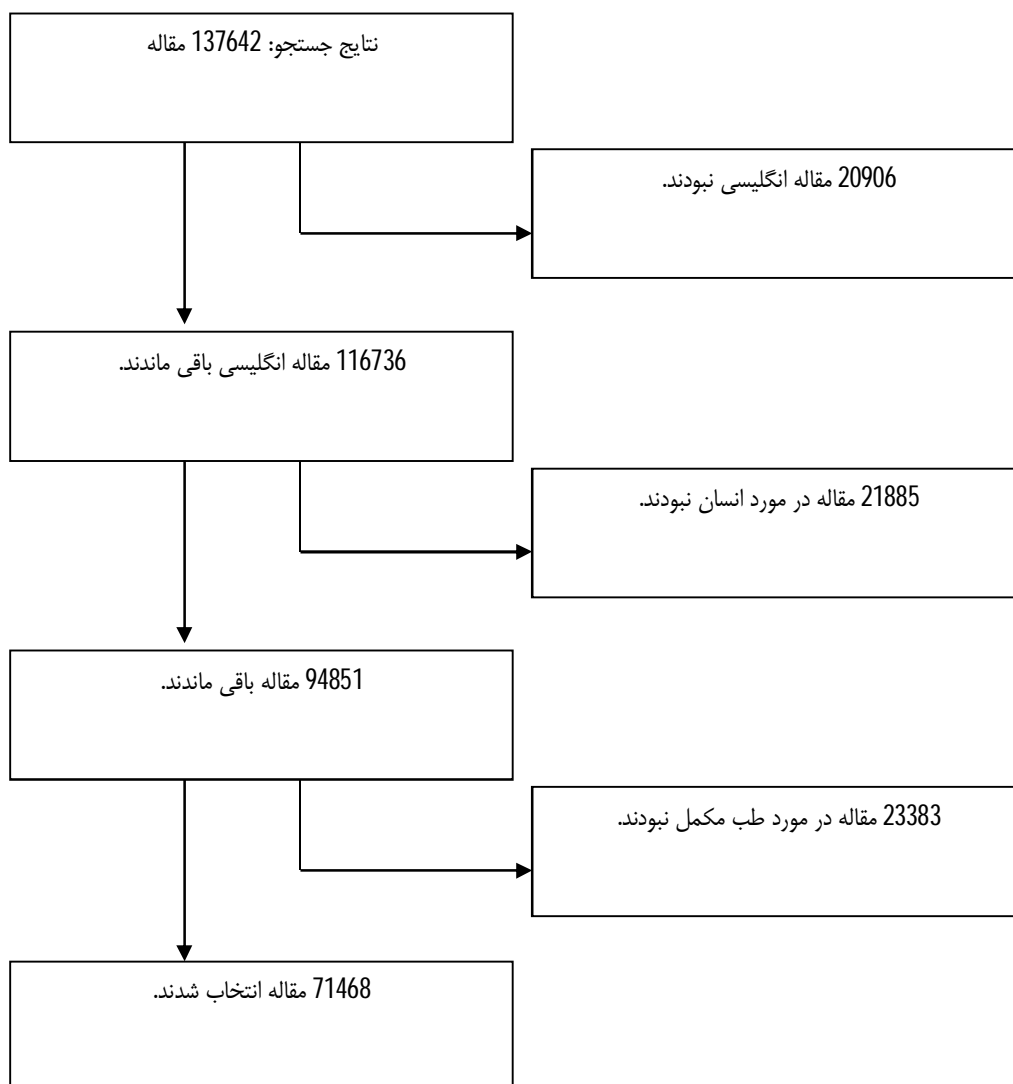 نتایج جستجو: 137642 مقاله
20906 مقاله انگلیسی نبودند.
116736 مقاله انگلیسی باقی ماندند.
21885 مقاله در مورد انسان نبودند.
94851 مقاله باقی ماندند.
23383 مقاله در مورد طب مکمل نبودند.
71468 مقاله انتخاب شدند.